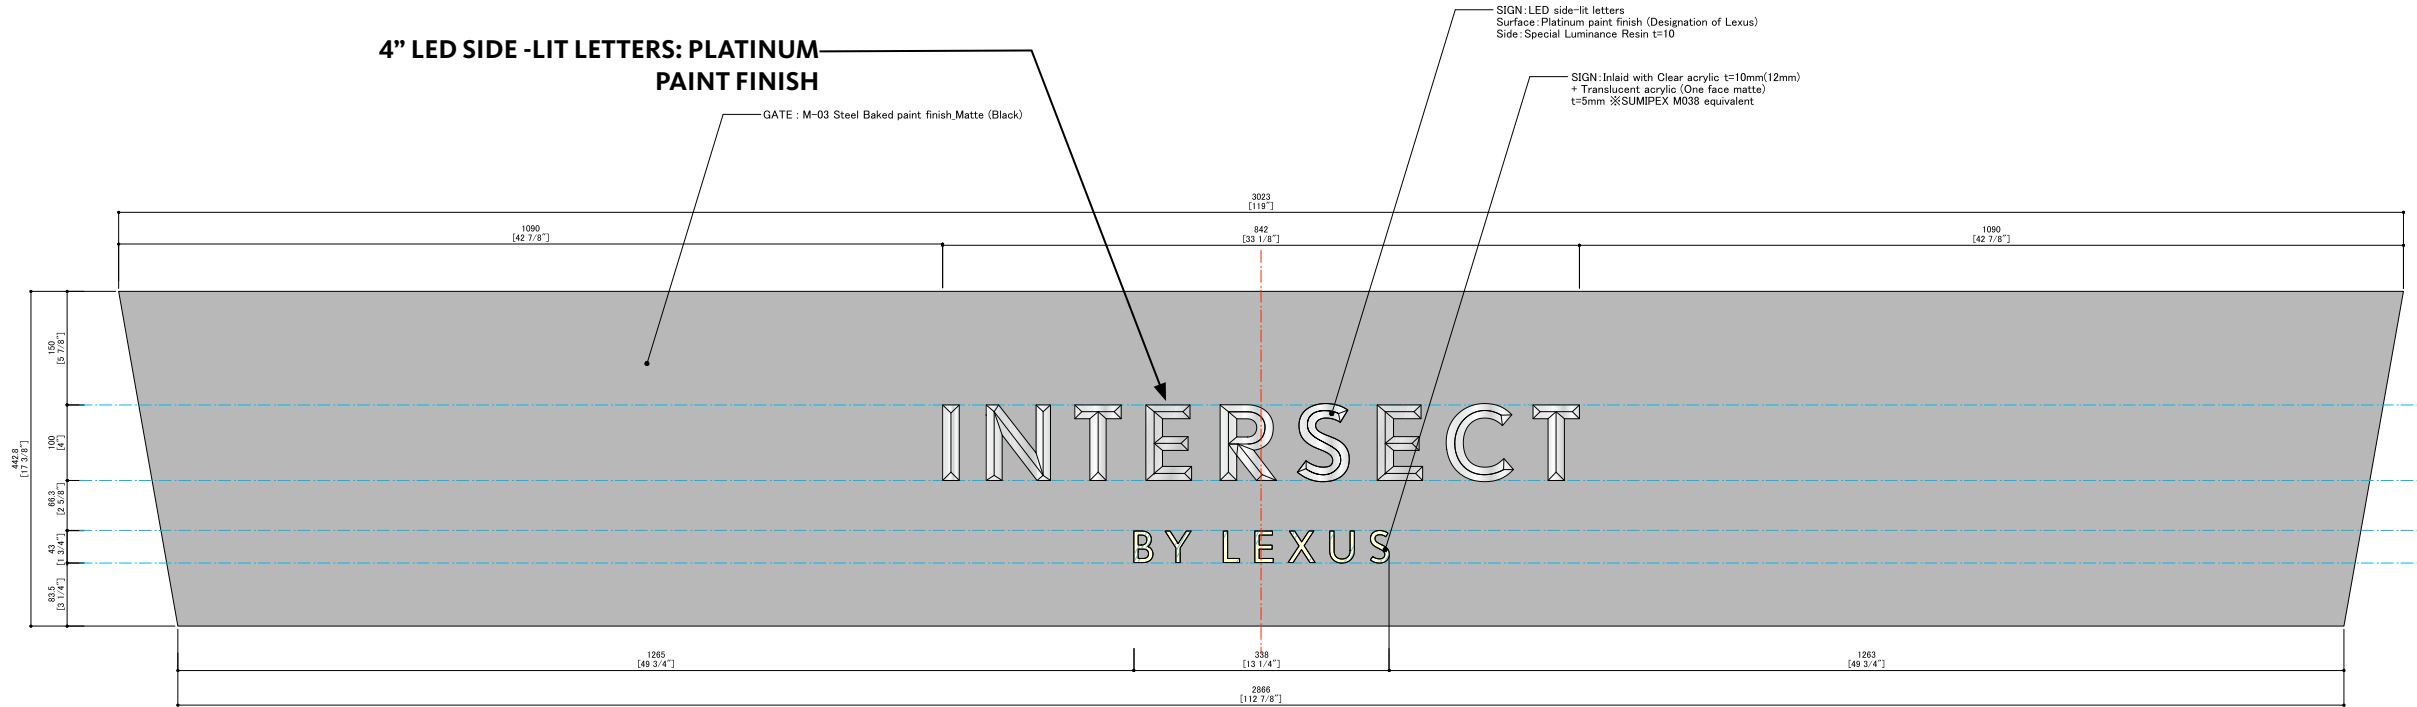 SIGN:LED side-lit letters
Surface:Platinum paint finish (Designation of Lexus)
Side:Special Luminance Resin t=10
4” LED SIDE -LIT LETTERS: PLATINUM
PAINT FINISH
SIGN:Inlaid with Clear acrylic t=10mm(12mm)
+ Translucent acrylic (One face matte)
t=5mm ※SUMIPEX M038 equivalent
GATE : M-03 Steel Baked paint finish_Matte (Black)
3023
[119"]
1090
[42 7/8"]
842
[33 1/8"]
1090
[42 7/8"]
442.8
[17 3/8"]
150
[5 7/8"]
100
[4"]
66.3
[2 5/8"]
43
[1 3/4"]
83.5
[3 1/4"]
INTERSECT
BY LEXUS
1265
[49 3/4"]
338
[13 1/4"]
1263
[49 3/4"]
2866
[112 7/8"]